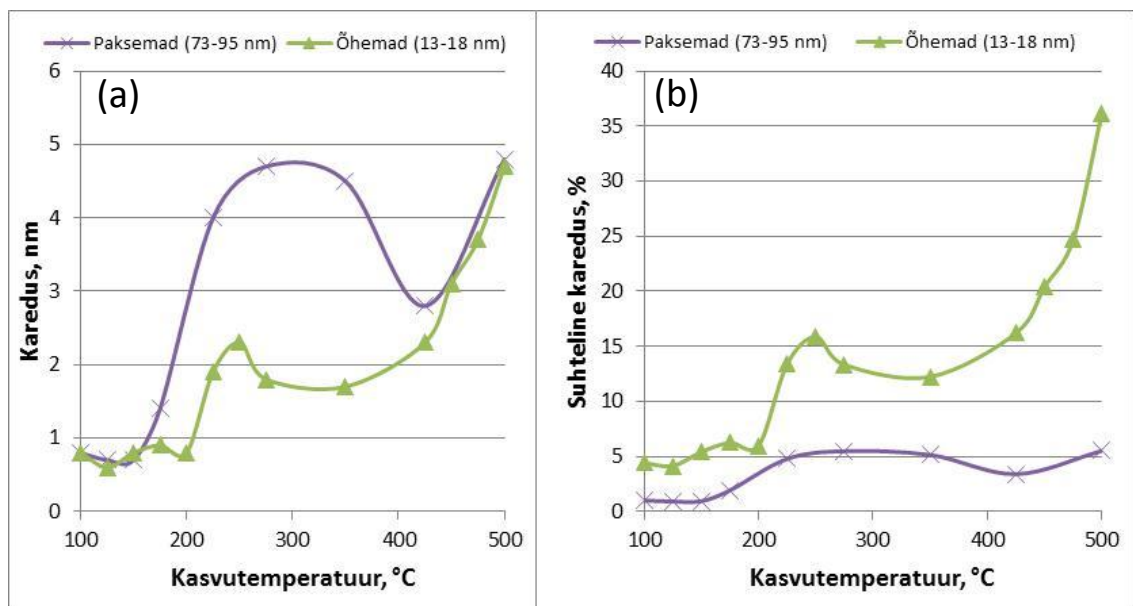 Paksemad (73-95 nm) Õhemad (13-18 nm)
(a)
Karedus, nm
6
5
4
3
2
1
0
100 200 300 400 500
Kasvutemperatuur, °C
Paksemad (73-95 nm) Õhemad (13-18 nm)
(b)
Suhteline karedus, %
40
35
30
25
20
15
10
5
0
100 200 300 400 500
Kasvutemperatuur, °C